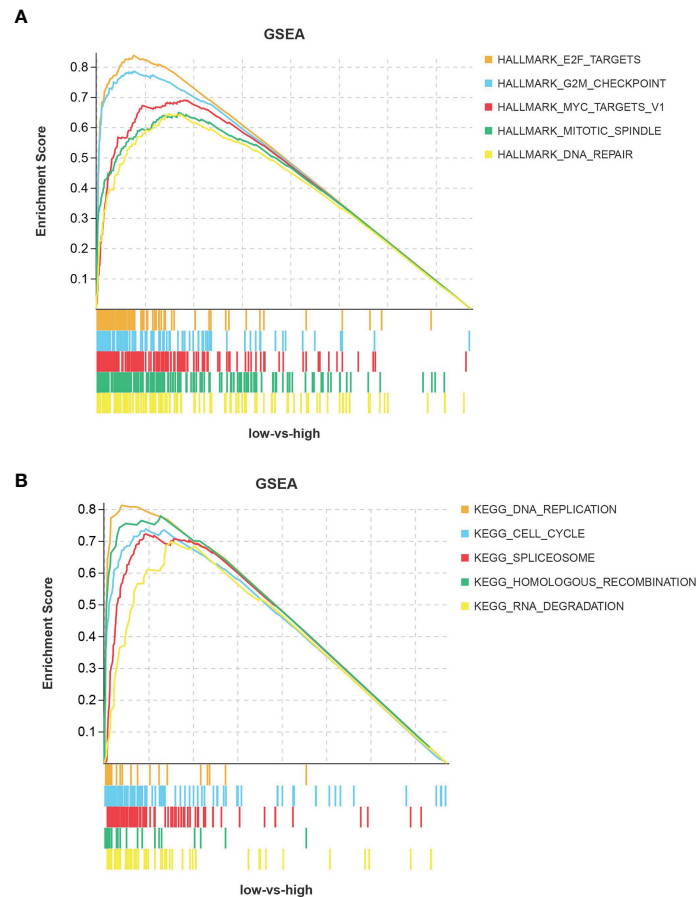 A
GSEA
Enrichment Score
0.8
0.7
0.6
0.5
0.4
0.3
0.2
0.1
HALLMARK_E2F_TARGETS
HALLMARK_G2M_CHECKPOINT
HALLMARK_MYC_TARGETS_V1
HALLMARK_MITOTIC_SPINDLE
HALLMARK_DNA_REPAIR
low-vs-high
B
GSEA
Enrichment Score
0.8
0.7
0.6
0.5
0.4
0.3
0.2
0.1
KEGG_DNA_REPLICATION
KEGG_CELL_CYCLE
KEGG_SPLICEOSOME
KEGG_HOMOLOGOUS_RECOMBINATION
KEGG_RNA_DEGRADATION
low-vs-high